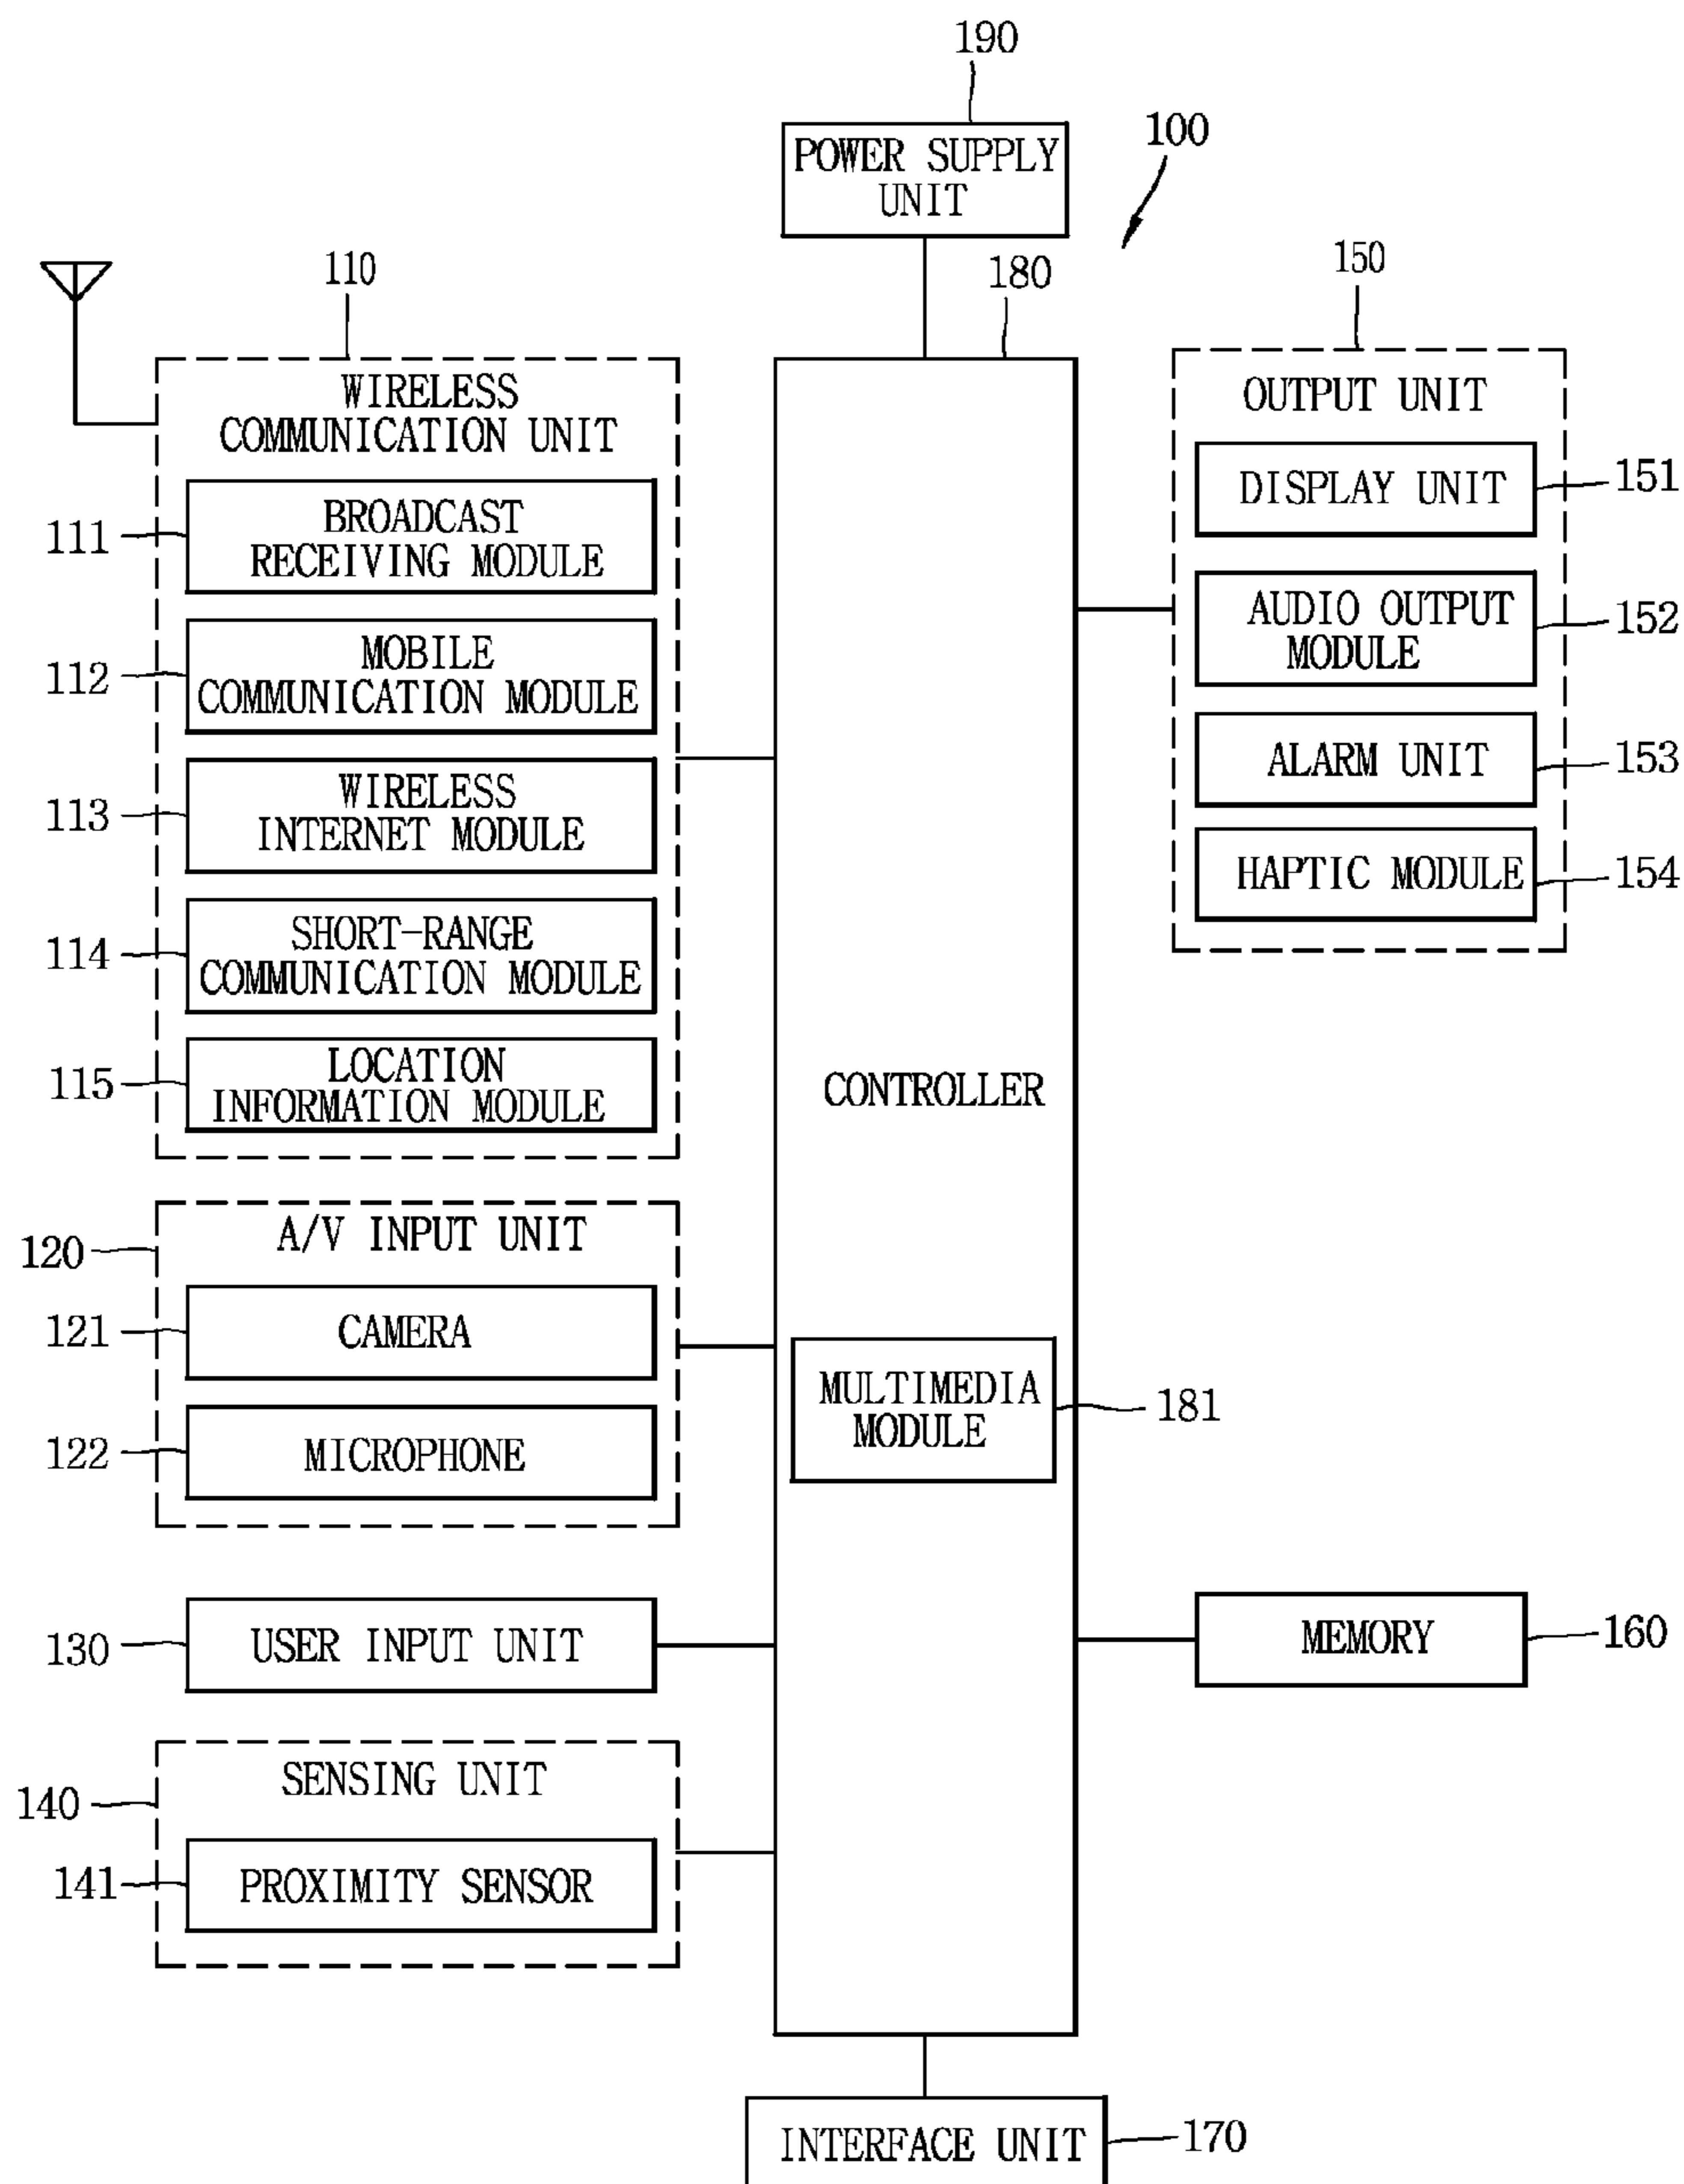 190
POWER SUPPLY
UNIT
100
110
180
150
WIRELESS
COMMUNICATION UNIT
111
BROADCAST
RECEIVING MODULE
112
MOBILE
COMMUNICATION MODULE
113
WIRELESS
INTERNET MODULE
114
SHORT-RANGE
COMMUNICATION MODULE
115
LOCATION
INFORMATION MODULE
120
A/V INPUT UNIT
121
CAMERA
122
MICROPHONE
130
USER INPUT UNIT
140
SENSING UNIT
141
PROXIMITY SENSOR
CONTROLLER
MULTIMEDIA
MODULE
181
OUTPUT UNIT
DISPLAY UNIT
151
AUDIO OUTPUT
MODULE
152
ALARM UNIT
153
HAPTIC MODULE
154
MEMORY
160
INTERFACE UNIT
170